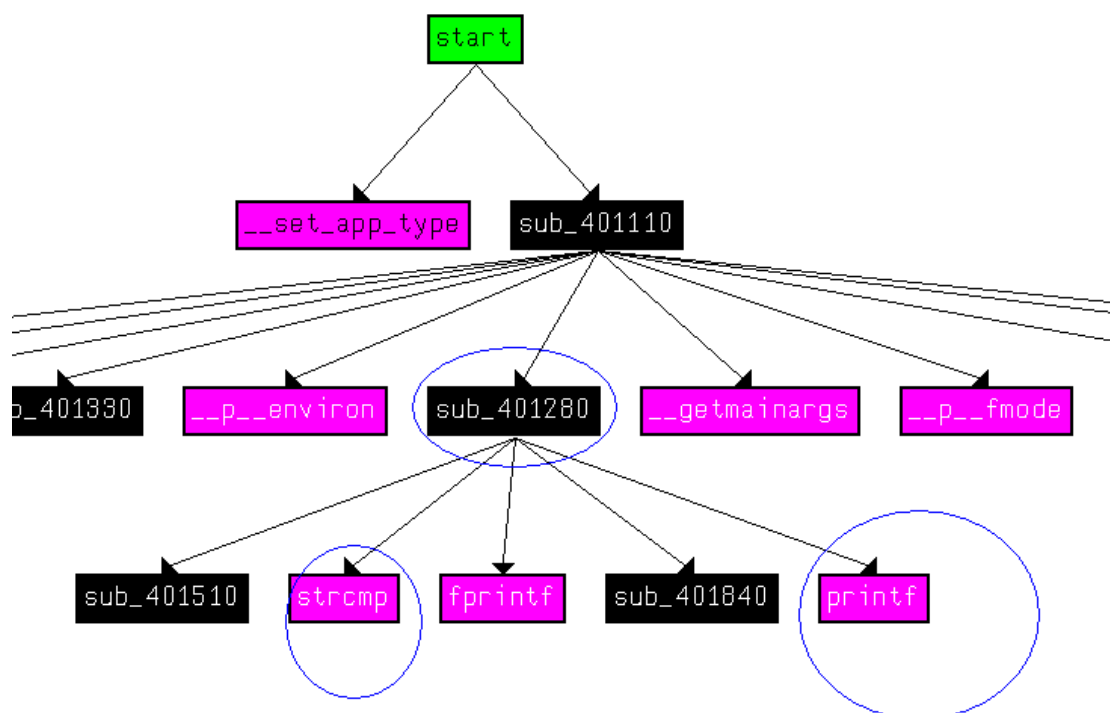 start
__set_app_type
sub_401110
b_401330
__p__environ
sub_401280
__getmainargs
__p__fmode
sub_401510
strcmp
fprintf
sub_401840
printf